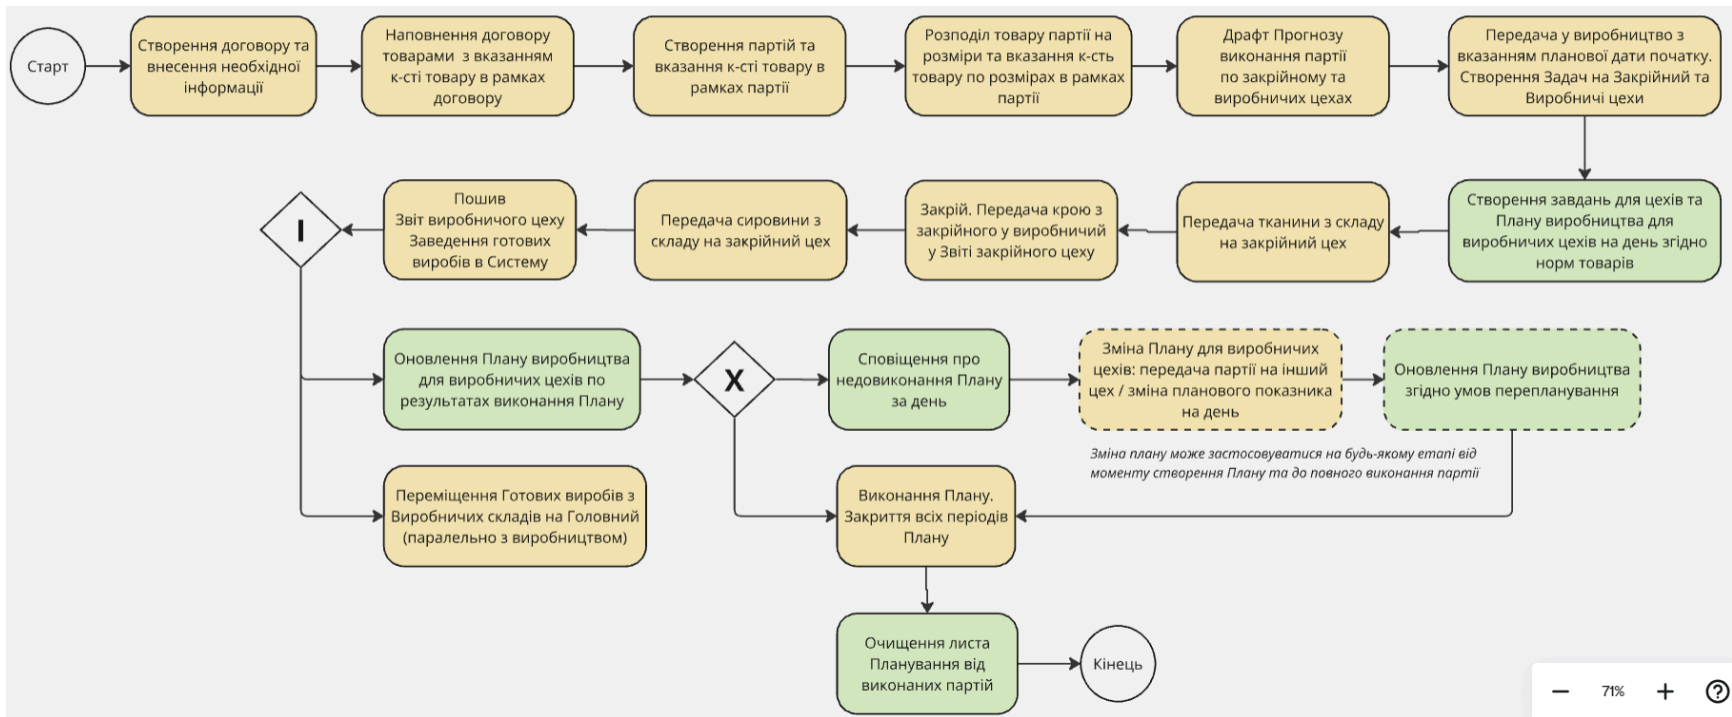 Старт
Створення договору та
внесення необхідної
інформації
Наповнення договору
товарами з вказанням
к-сті товару в рамках
договору
Створення партій та
вказання к-сті товару в
рамках партії
Розподіл товару партії на
розміри та вказання к-сть
товару по розмірах в рамках
партії
Драфт Прогнозу
виконання партії
по закрійному та
виробничих цехах
Передача у виробництво з
вказанням планової дати початку.
Створення Задач на Закрійний та
Виробничі цехи
I
Пошив
Звіт виробничого цеху
Заведення готових
виробів в Систему
Передача сировини з
складу на закрійний цех
Закрій. Передача крою з
закрійного у виробничий
у Звіті закрійного цеху
Передача тканини з складу
на закрійний цех
Створення завдань для цехів та
Плану виробництва для
виробничих цехів на день згідно
норм товарів
Оновлення Плану виробництва
для виробничих цехів по
результатах виконання Плану
X
Сповіщення про
недовиконання Плану
за день
Зміна Плану для виробничих
цехів: передача партії на інший
цех / зміна планового показника
на день
Оновлення Плану виробництва
згідно умов перепланування
Зміна плану може застосовуватися на будь-якому етапі від
моменту створення Плану та до повного виконання партії
Переміщення Готових виробів з
Виробничих складів на Головний
(паралельно з виробництвом)
Виконання Плану.
Закриття всіх періодів
Плану
Очищення листа
Планування від
виконаних партій
Кінець
71%